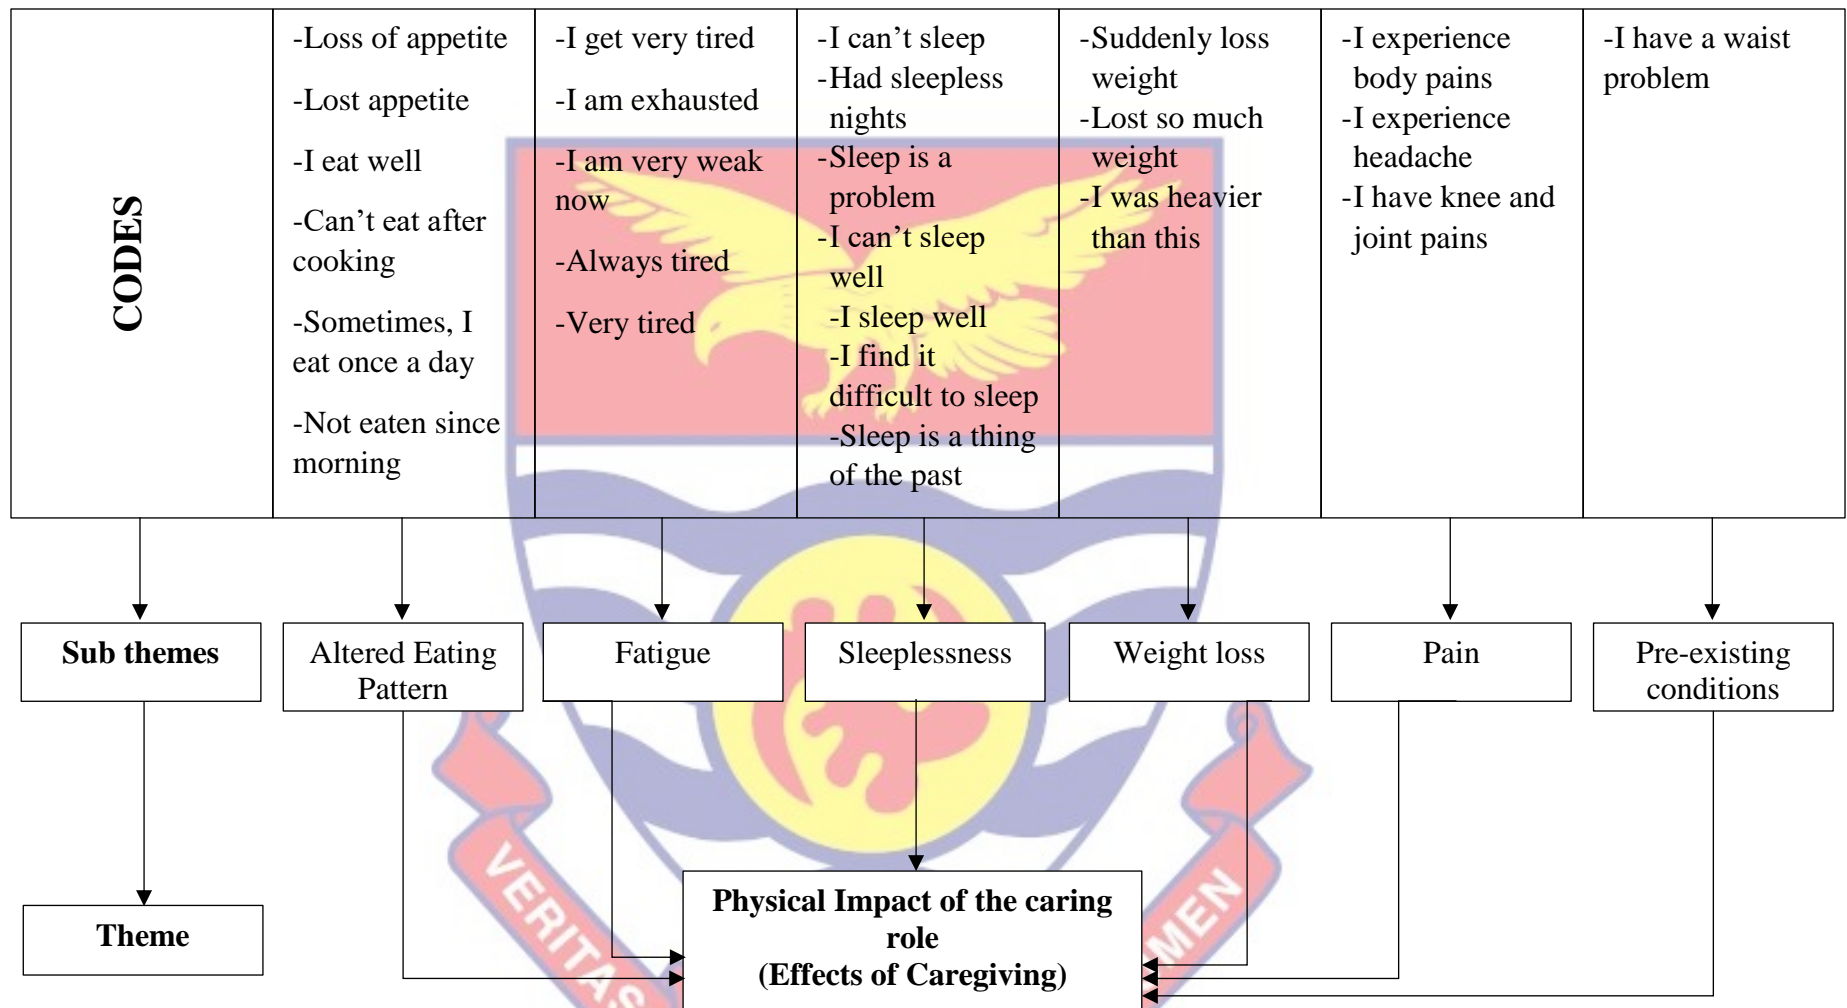 CODES
-Loss of appetite
-Lost appetite
-I eat well
-Can’t eat after
cooking
-Sometimes, I
eat once a day
-Not eaten since
morning
-I get very tired
-I am exhausted
-I am very weak
now
-Always tired
-Very tired
-I can’t sleep
-Had sleepless
nights
-Sleep is a
problem
-I can’t sleep
well
-I sleep well
-I find it
difficult to sleep
-Sleep is a thing
of the past
-Suddenly loss
weight
-Lost so much
weight
-I was heavier
than this
-I experience
body pains
-I experience
headache
-I have knee and
joint pains
-I have a waist
problem
Sub themes
Altered Eating
Pattern
Fatigue
Sleeplessness
Weight loss
Pain
Pre-existing
conditions
Theme
Physical Impact of the caring
role
(Effects of Caregiving)
VERITAS
MEN